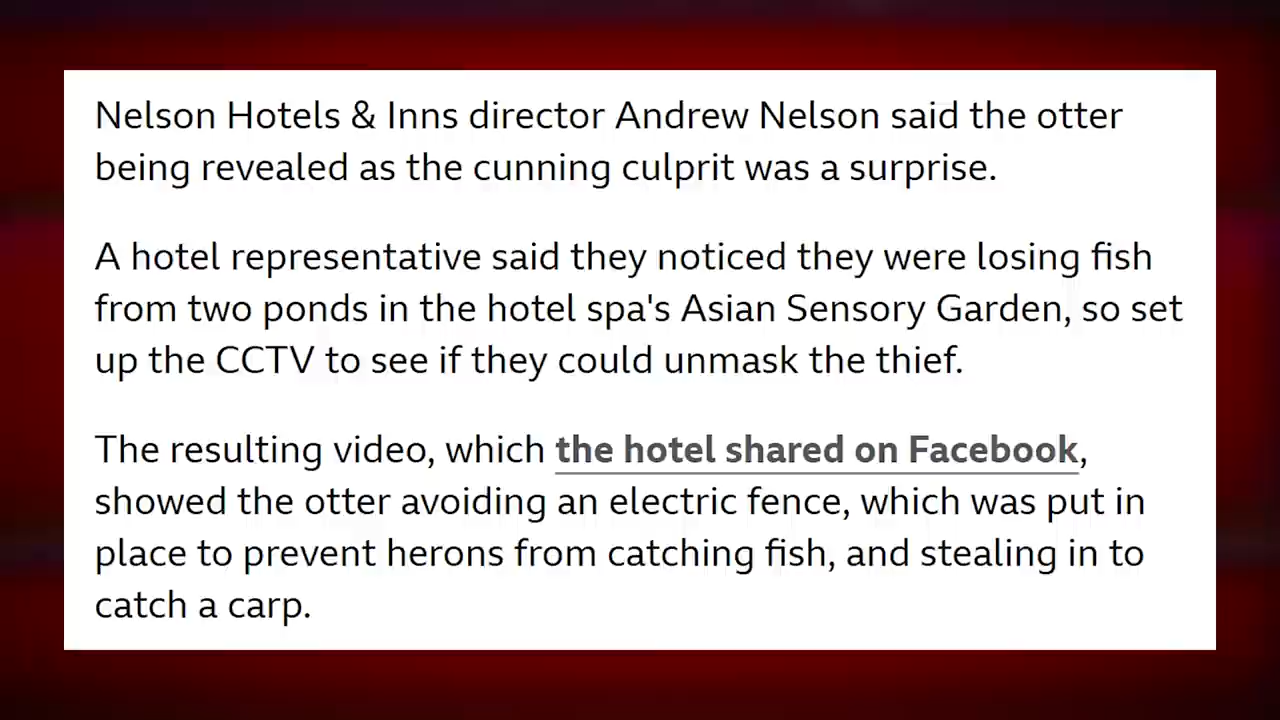 Nelson Hotels & Inns director Andrew Nelson said the otter
being revealed as the cunning culprit was a surprise.
A hotel representative said they noticed they were losing fish
from two ponds in the hotel spa's Asian Sensory Garden, so set
up the CCTV to see if they could unmask the thief.
The resulting video, which the hotel shared on Facebook,
showed the otter avoiding an electric fence, which was put in
place to prevent herons from catching fish, and stealing in to
catch a carp.